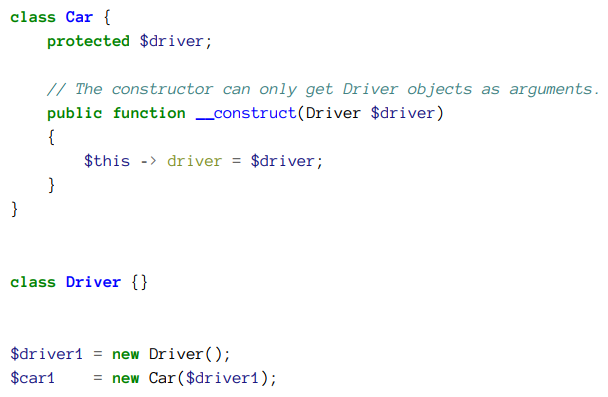 class Car {
    protected $driver;

    // The constructor can only get Driver objects as arguments.
    public function __construct(Driver $driver)
    {
        $this -> driver = $driver;
    }
}


class Driver {}


$driver1 = new Driver();
$car1    = new Car($driver1);